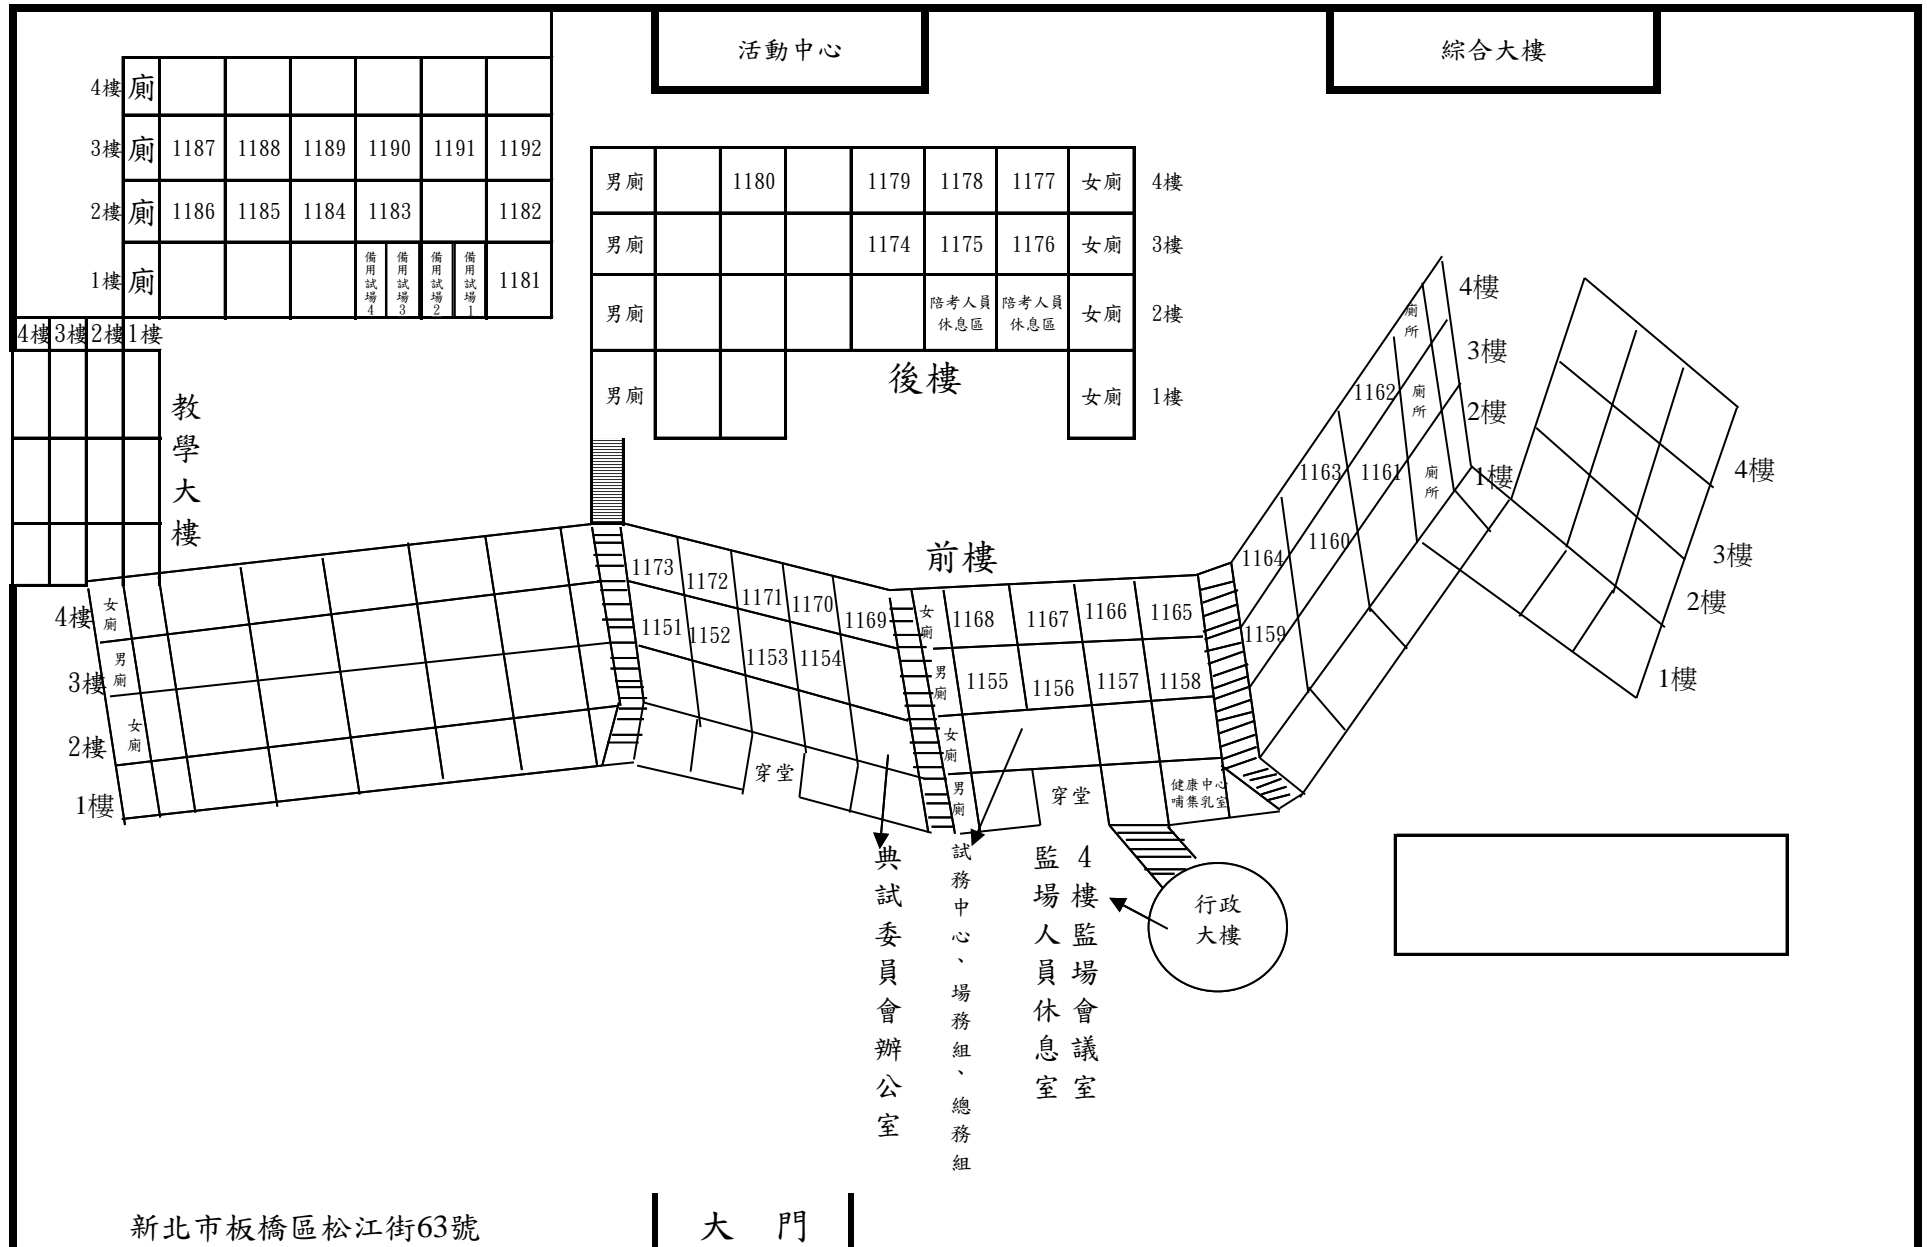 活動中心
綜合大樓
4樓 廁
3樓 廁 1187 1188 1189 1190 1191 1192
2樓 廁 1186 1185 1184 1183 1182
1樓 廁 備用試場4 備用試場3 備用試場2 備用試場1 1181
4樓 3樓 2樓 1樓
教學大樓
男廁 1180 1179 1178 1177 女廁 4樓
男廁 1174 1175 1176 女廁 3樓
男廁 陪考人員休息區 陪考人員休息區 女廁 2樓
男廁 女廁 1樓
後樓
前樓
4樓 女廁
3樓 男廁
2樓 女廁
1樓
1173 1172 1171 1170 1169
1151 1152 1153 1154
穿堂
女廁 1168 1167 1166 1165
男廁 1155 1156 1157 1158
女廁
男廁 穿堂 健康中心哺集乳室
廁所 4樓
1162 廁所 3樓
1163 1161 廁所 2樓
1164 1160 1樓
1159
4樓
3樓
2樓
1樓
典試委員會辦公室
試務中心、場務組、總務組
4樓監場會議室
監場人員休息室
行政
大樓
新北市板橋區松江街63號
大 門